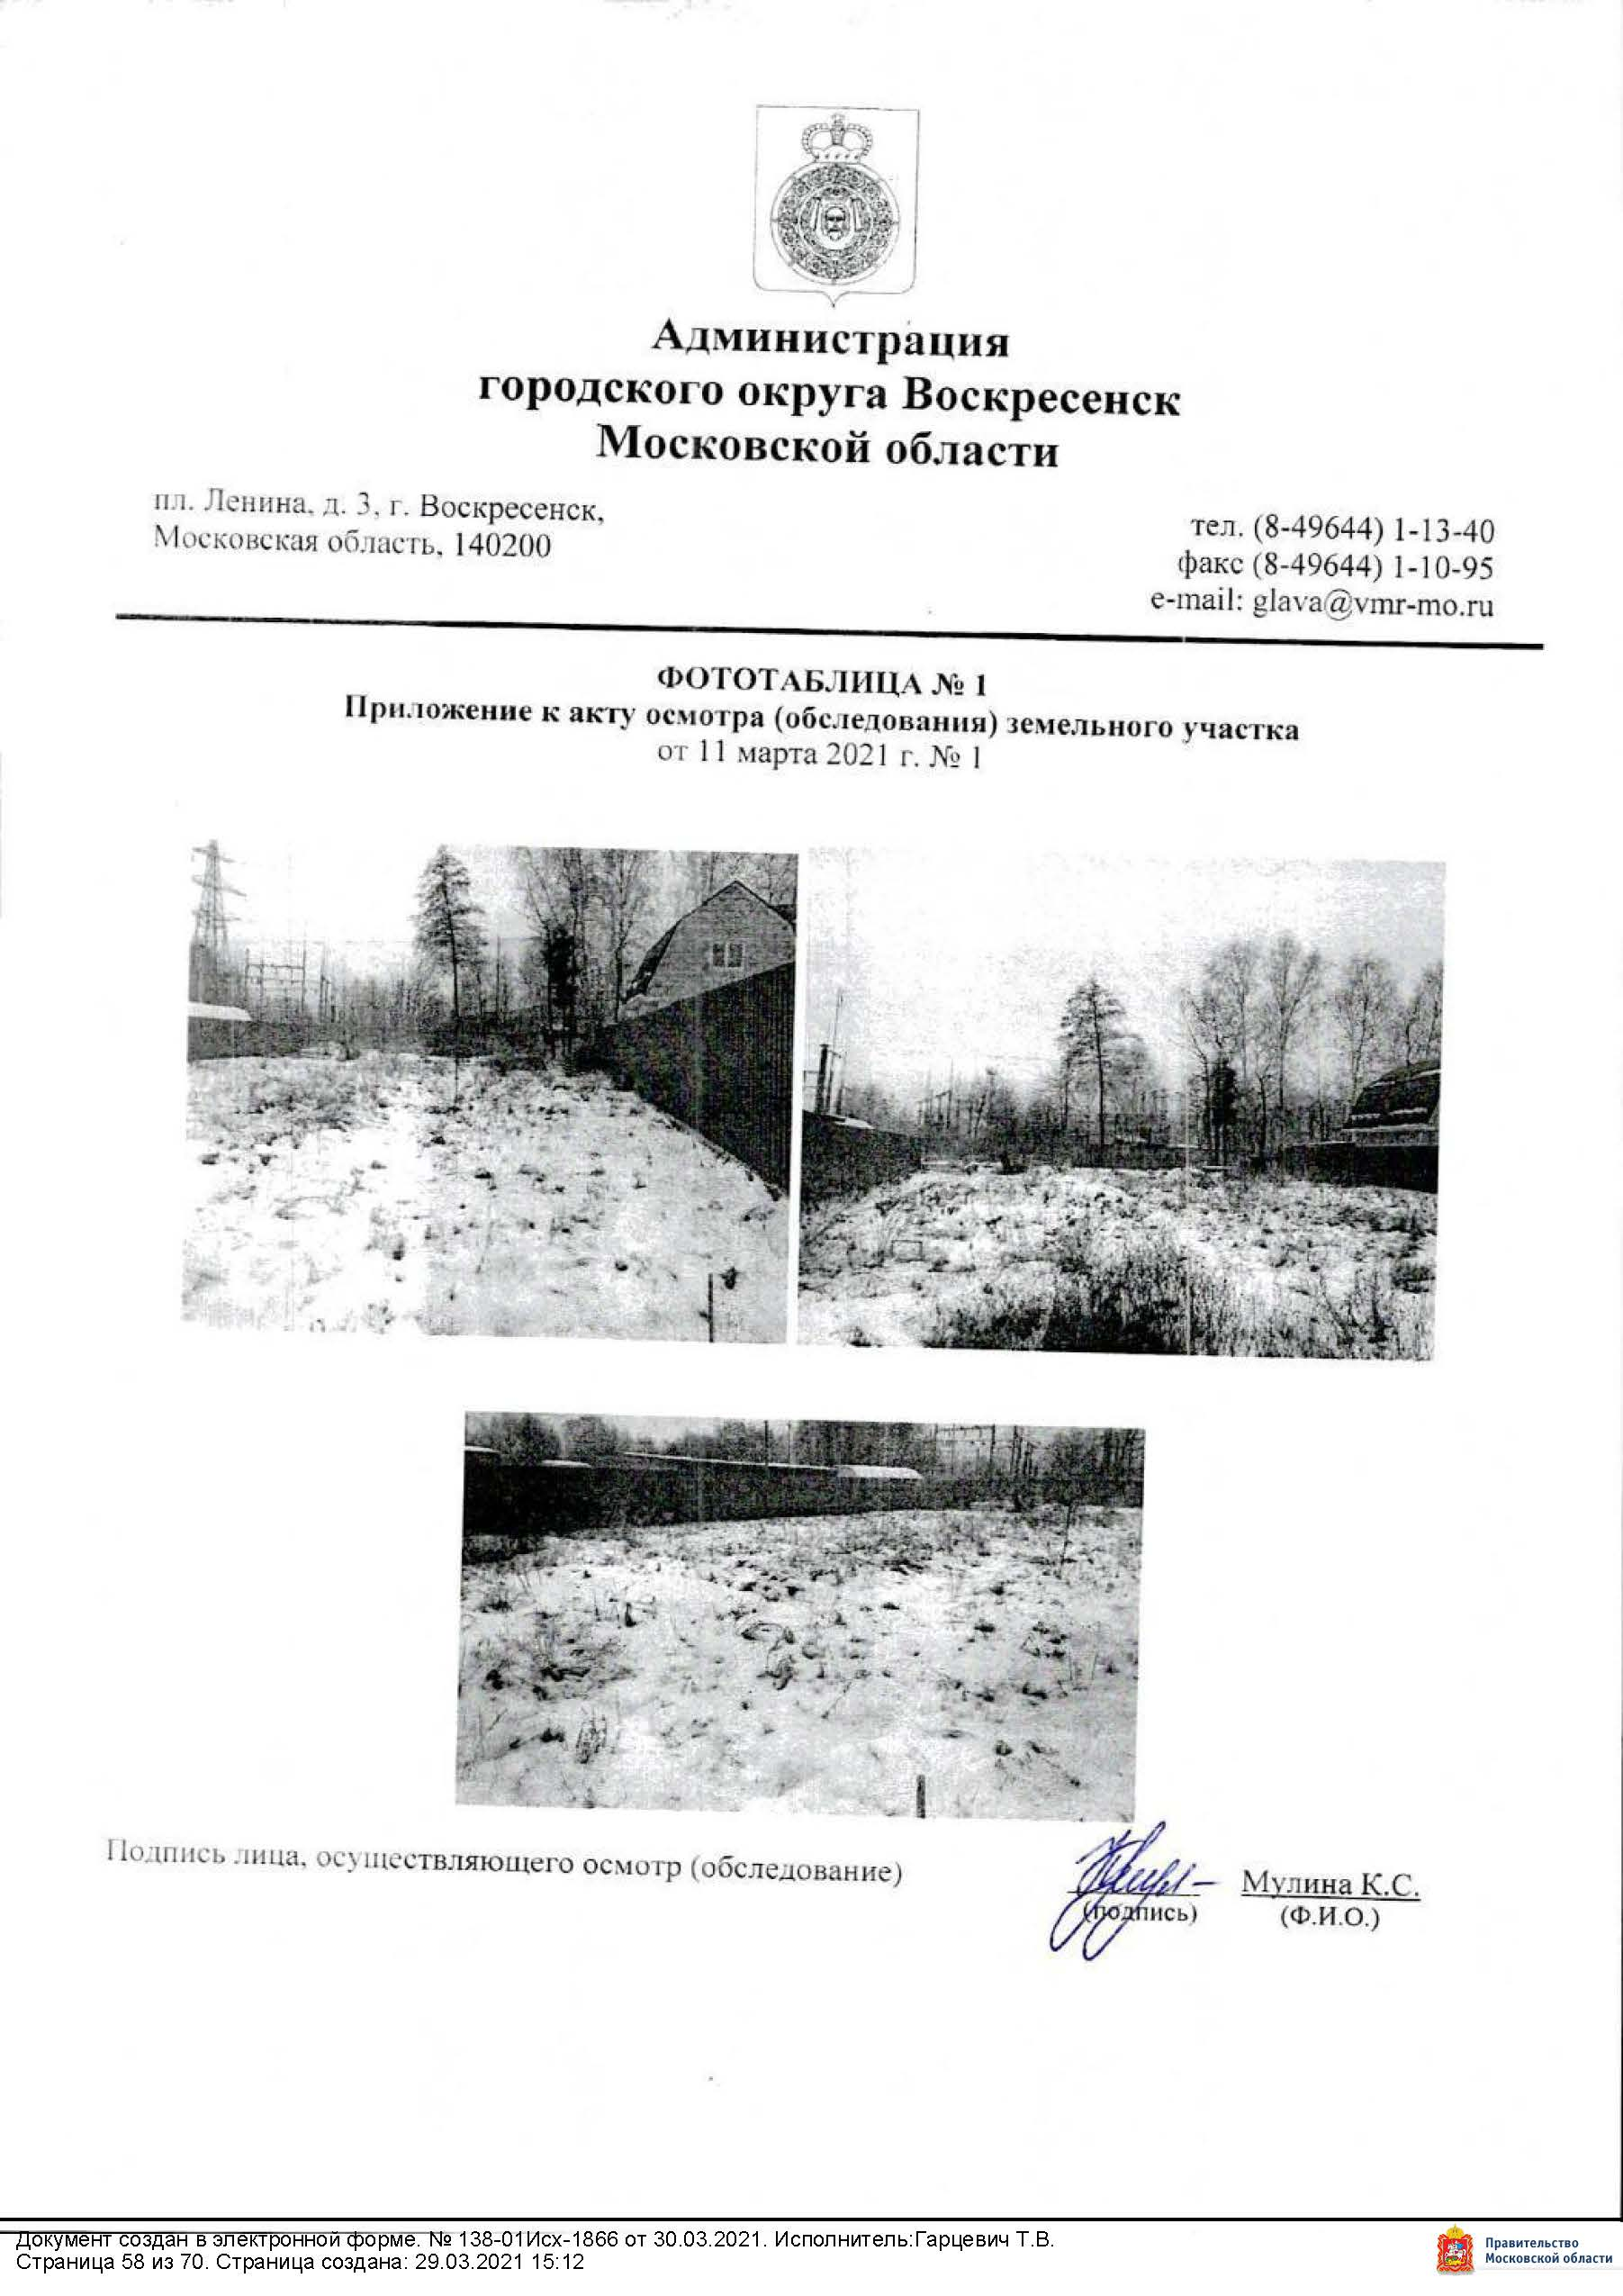 Администрация
городского округа Воскресенск
Московской области
пл. Ленина, д. 3, г. Воскресенск,
Московская область, 140200
тел. (8-49644) 1-13-40
факс (8-49644) 1-10-95
e-mail: glava@vmr-mo.ru
ФОТОТАБЛИЦА № 1
Приложение к акту осмотра (обследования) земельного участка
от 11 марта 2021 г. № 1
Подпись лица, осуществляющего осмотр (обследование)
Мулина К.С.
(подпись)
(Ф.И.О.)
Документ создан в электронной форме. № 138-01Исх-1866 от 30.03.2021. Исполнитель:Гарцевич Т.В.
Страница 58 из 70. Страница создана: 29.03.2021 15:12
Правительство
Московской области